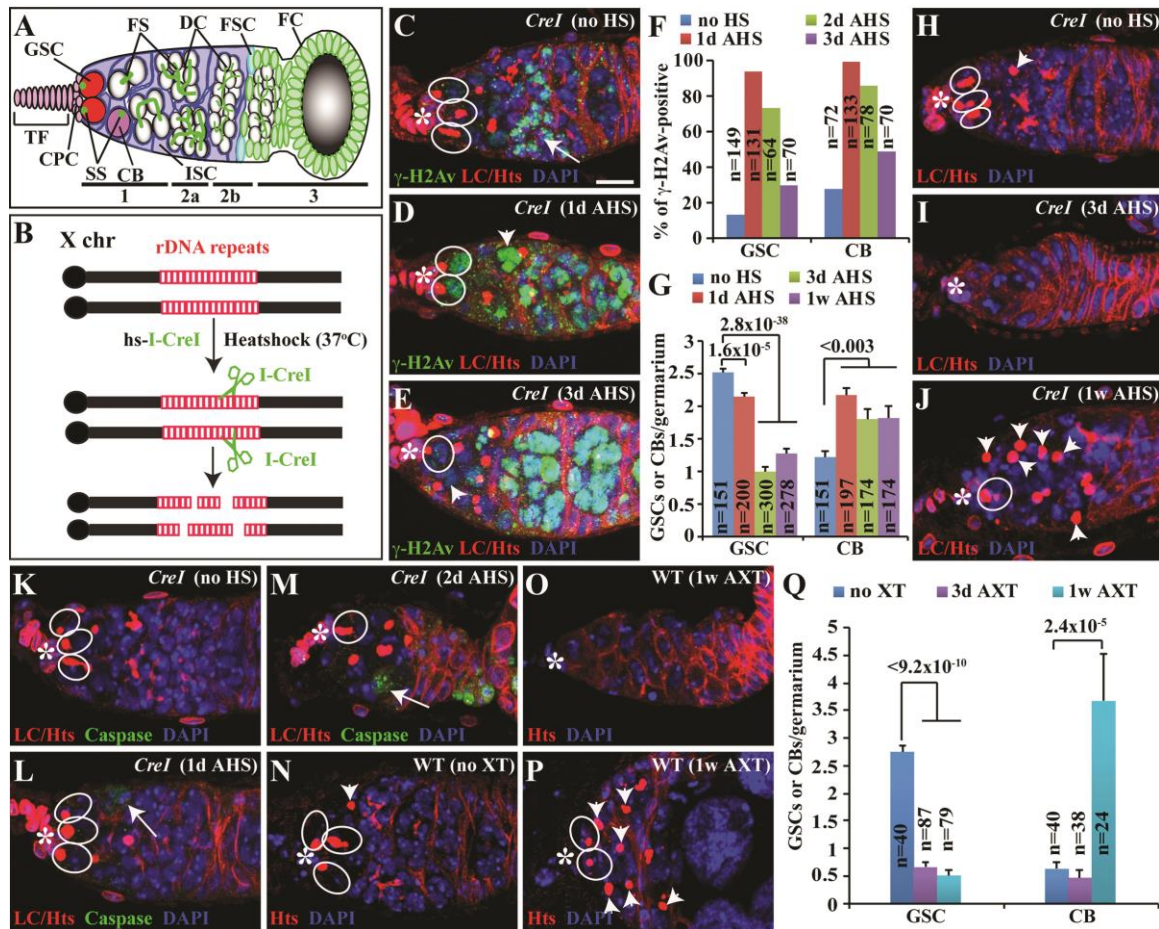 A
FS
DC
FSC
FC
GSC
TF
CPC
SS
CB
ISC
1
2a
2b
3
B
X chr
rDNA repeats
hs-I-CreI
Heatshock (37°C)
I-CreI
I-CreI
C
CreI (no HS)
γ-H2Av LC/Hts DAPI
D
CreI (1d AHS)
γ-H2Av LC/Hts DAPI
E
CreI (3d AHS)
γ-H2Av LC/Hts DAPI
F
no HS
2d AHS
1d AHS
3d AHS
% of γ-H2Av-positive
100
80
60
40
20
0
n=149
n=131
n=64
n=70
n=72
n=133
n=78
n=70
GSC
CB
G
no HS
3d AHS
1d AHS
1w AHS
GSCs or CBs/germarium
2.8x10⁻³⁸
1.6x10⁻⁵
<0.003
2.5
2
1.5
1
0.5
0
n=151
n=200
n=300
n=278
n=151
n=197
n=174
n=174
GSC
CB
H
CreI (no HS)
LC/Hts DAPI
I
CreI (3d AHS)
LC/Hts DAPI
J
CreI (1w AHS)
LC/Hts DAPI
K
CreI (no HS)
LC/Hts Caspase DAPI
L
CreI (1d AHS)
LC/Hts Caspase DAPI
M
CreI (2d AHS)
LC/Hts Caspase DAPI
N
WT (no XT)
Hts DAPI
O
WT (1w AXT)
Hts DAPI
P
WT (1w AXT)
Hts DAPI
Q
no XT
3d AXT
1w AXT
GSCs or CBs/germarium
<9.2x10⁻¹⁰
2.4x10⁻⁵
5
4.5
4
3.5
3
2.5
2
1.5
1
0.5
0
n=40
n=87
n=79
n=40
n=38
n=24
GSC
CB